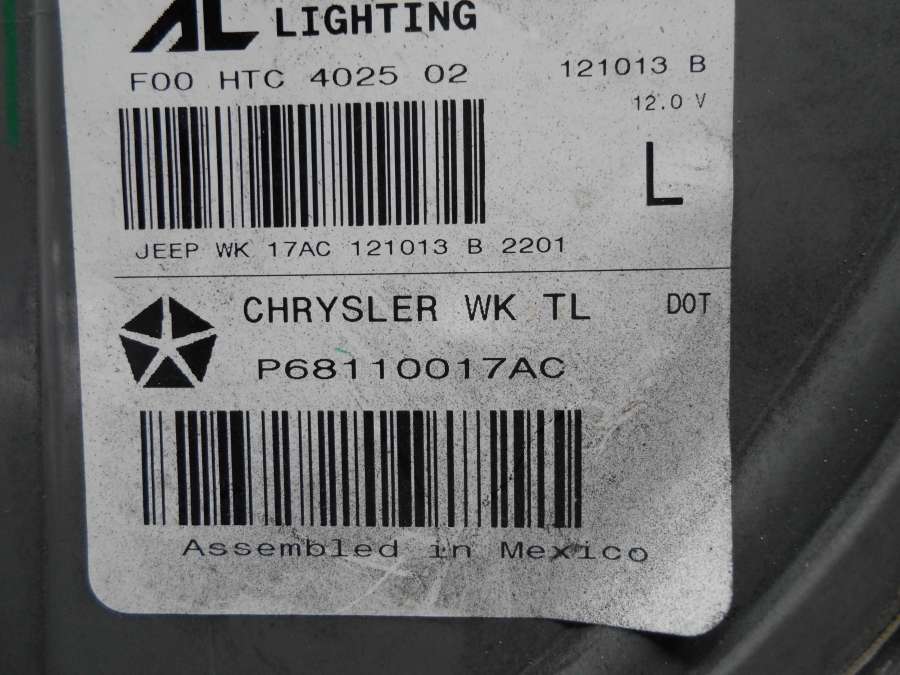 AL LIGHTING
F00 HTC 4025 02 121013 B
12.0 V
L
JEEP WK 17AC 121013 B 2201
CHRYSLER WK TL DOT
P68110017AC
Assembled in Mexico